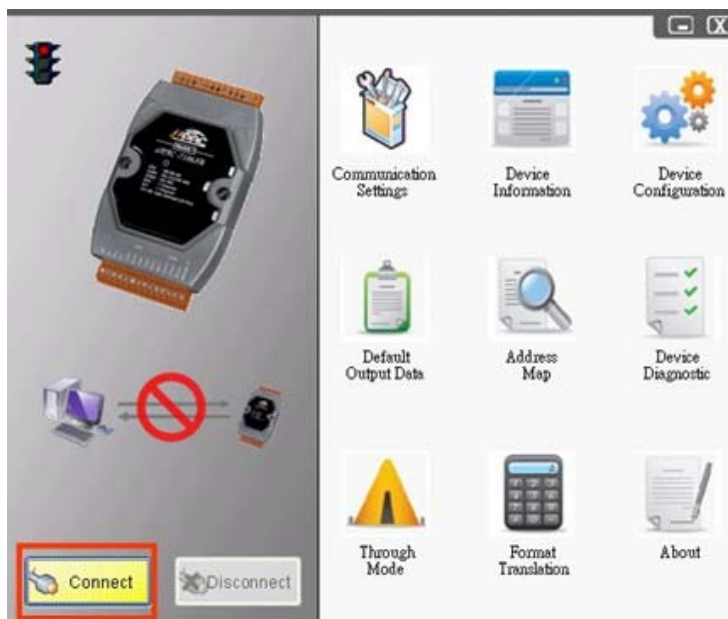 Communication
Settings
Device
Information
Device
Configuration
Default
Output Data
Address
Map
Device
Diagnostic
Through
Mode
Format
Translation
About
Connect
Disconnect